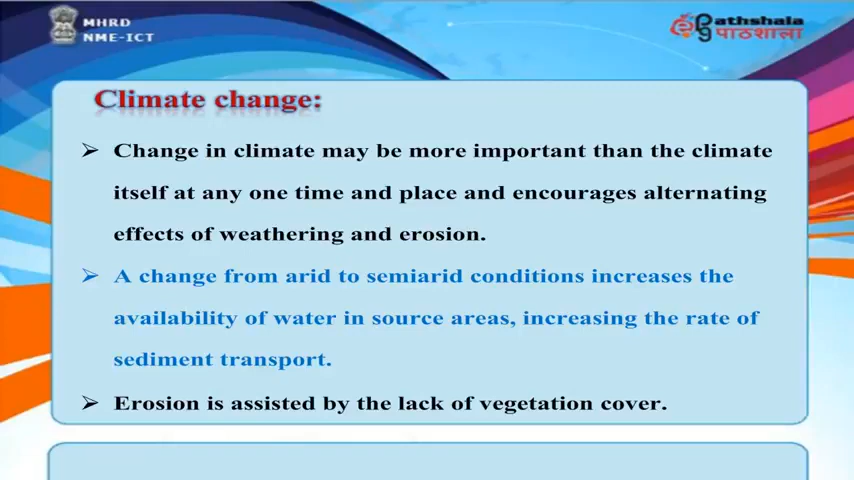 MHRD
NME-ICT
Pathshala
पाठशाला
Climate change:
➢ Change in climate may be more important than the climate
itself at any one time and place and encourages alternating
effects of weathering and erosion.
➢ A change from arid to semiarid conditions increases the
availability of water in source areas, increasing the rate of
sediment transport.
➢ Erosion is assisted by the lack of vegetation cover.